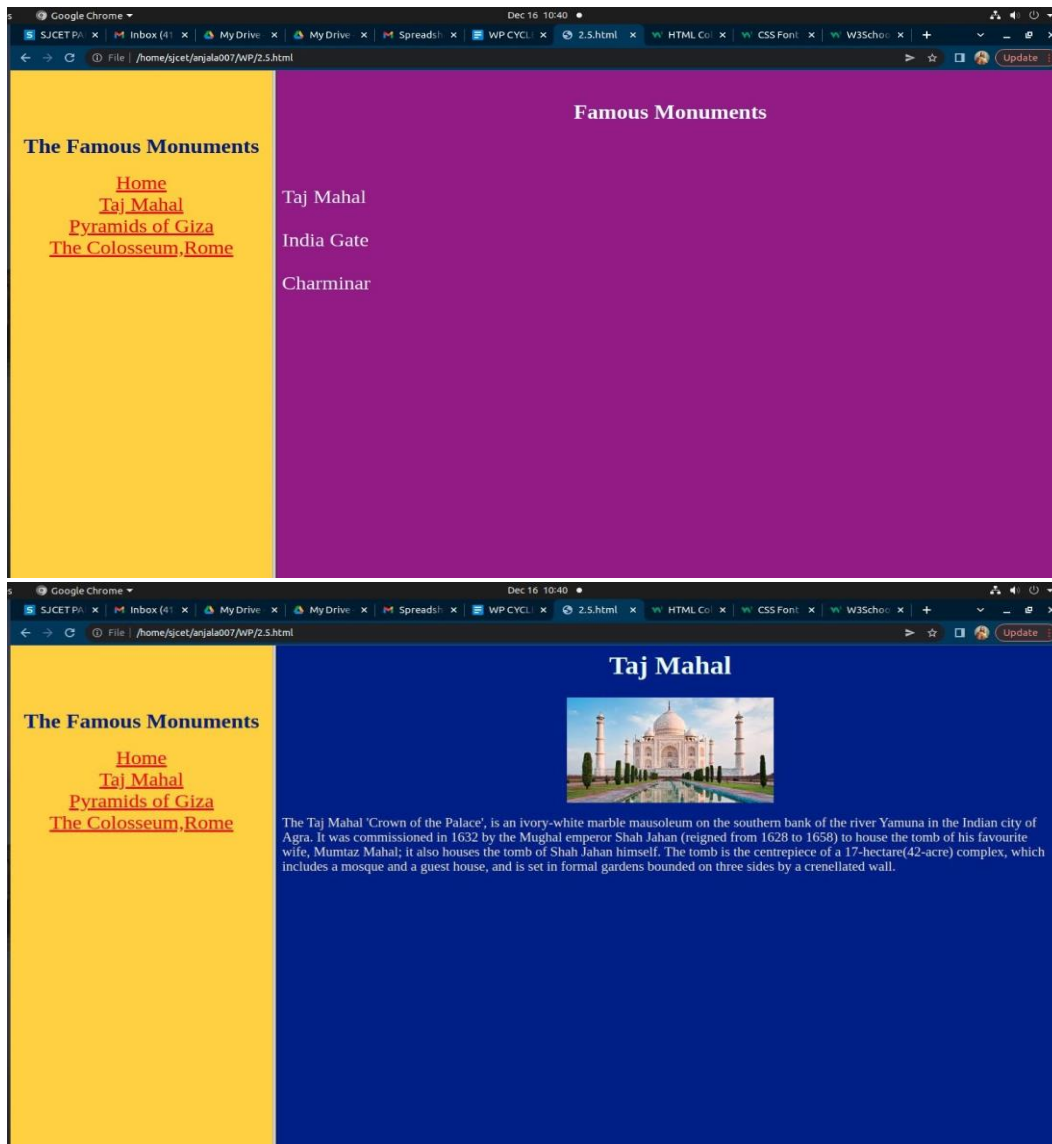 s Google Chrome Dec 16 10:40
SJCET PA Inbox (41 My Drive My Drive Spreadsh WP CYCL 2.5.html HTML Col CSS Font W3Schoo
File /home/sjcet/anjala007/WP/2.5.html Update
The Famous Monuments
Home
Taj Mahal
Pyramids of Giza
The Colosseum,Rome
Famous Monuments
Taj Mahal
India Gate
Charminar
s Google Chrome Dec 16 10:40
SJCET PA Inbox (41 My Drive My Drive Spreadsh WP CYCL 2.5.html HTML Col CSS Font W3Schoo
File /home/sjcet/anjala007/WP/2.5.html Update
The Famous Monuments
Home
Taj Mahal
Pyramids of Giza
The Colosseum,Rome
Taj Mahal
The Taj Mahal 'Crown of the Palace', is an ivory-white marble mausoleum on the southern bank of the river Yamuna in the Indian city of
Agra. It was commissioned in 1632 by the Mughal emperor Shah Jahan (reigned from 1628 to 1658) to house the tomb of his favourite
wife, Mumtaz Mahal; it also houses the tomb of Shah Jahan himself. The tomb is the centrepiece of a 17-hectare(42-acre) complex, which
includes a mosque and a guest house, and is set in formal gardens bounded on three sides by a crenellated wall.